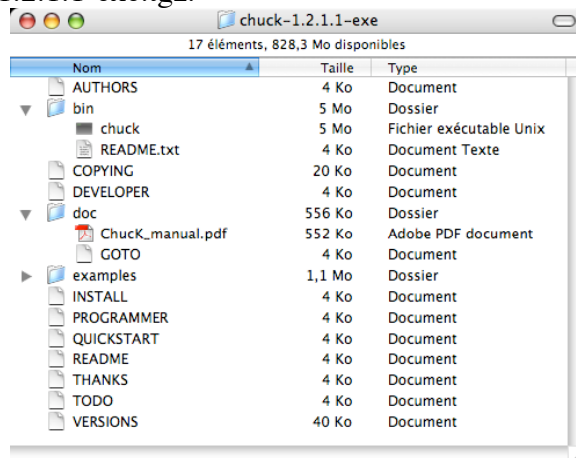 chuck-1.2.1.1-exe
17 éléments, 828,3 Mo disponibles
Nom Taille Type
AUTHORS 4 Ko Document
bin 5 Mo Dossier
chuck 5 Mo Fichier exécutable Unix
README.txt 4 Ko Document Texte
COPYING 20 Ko Document
DEVELOPER 4 Ko Document
doc 556 Ko Dossier
ChucK_manual.pdf 552 Ko Adobe PDF document
GOTO 4 Ko Document
examples 1,1 Mo Dossier
INSTALL 4 Ko Document
PROGRAMMER 4 Ko Document
QUICKSTART 4 Ko Document
README 4 Ko Document
THANKS 4 Ko Document
TODO 4 Ko Document
VERSIONS 40 Ko Document